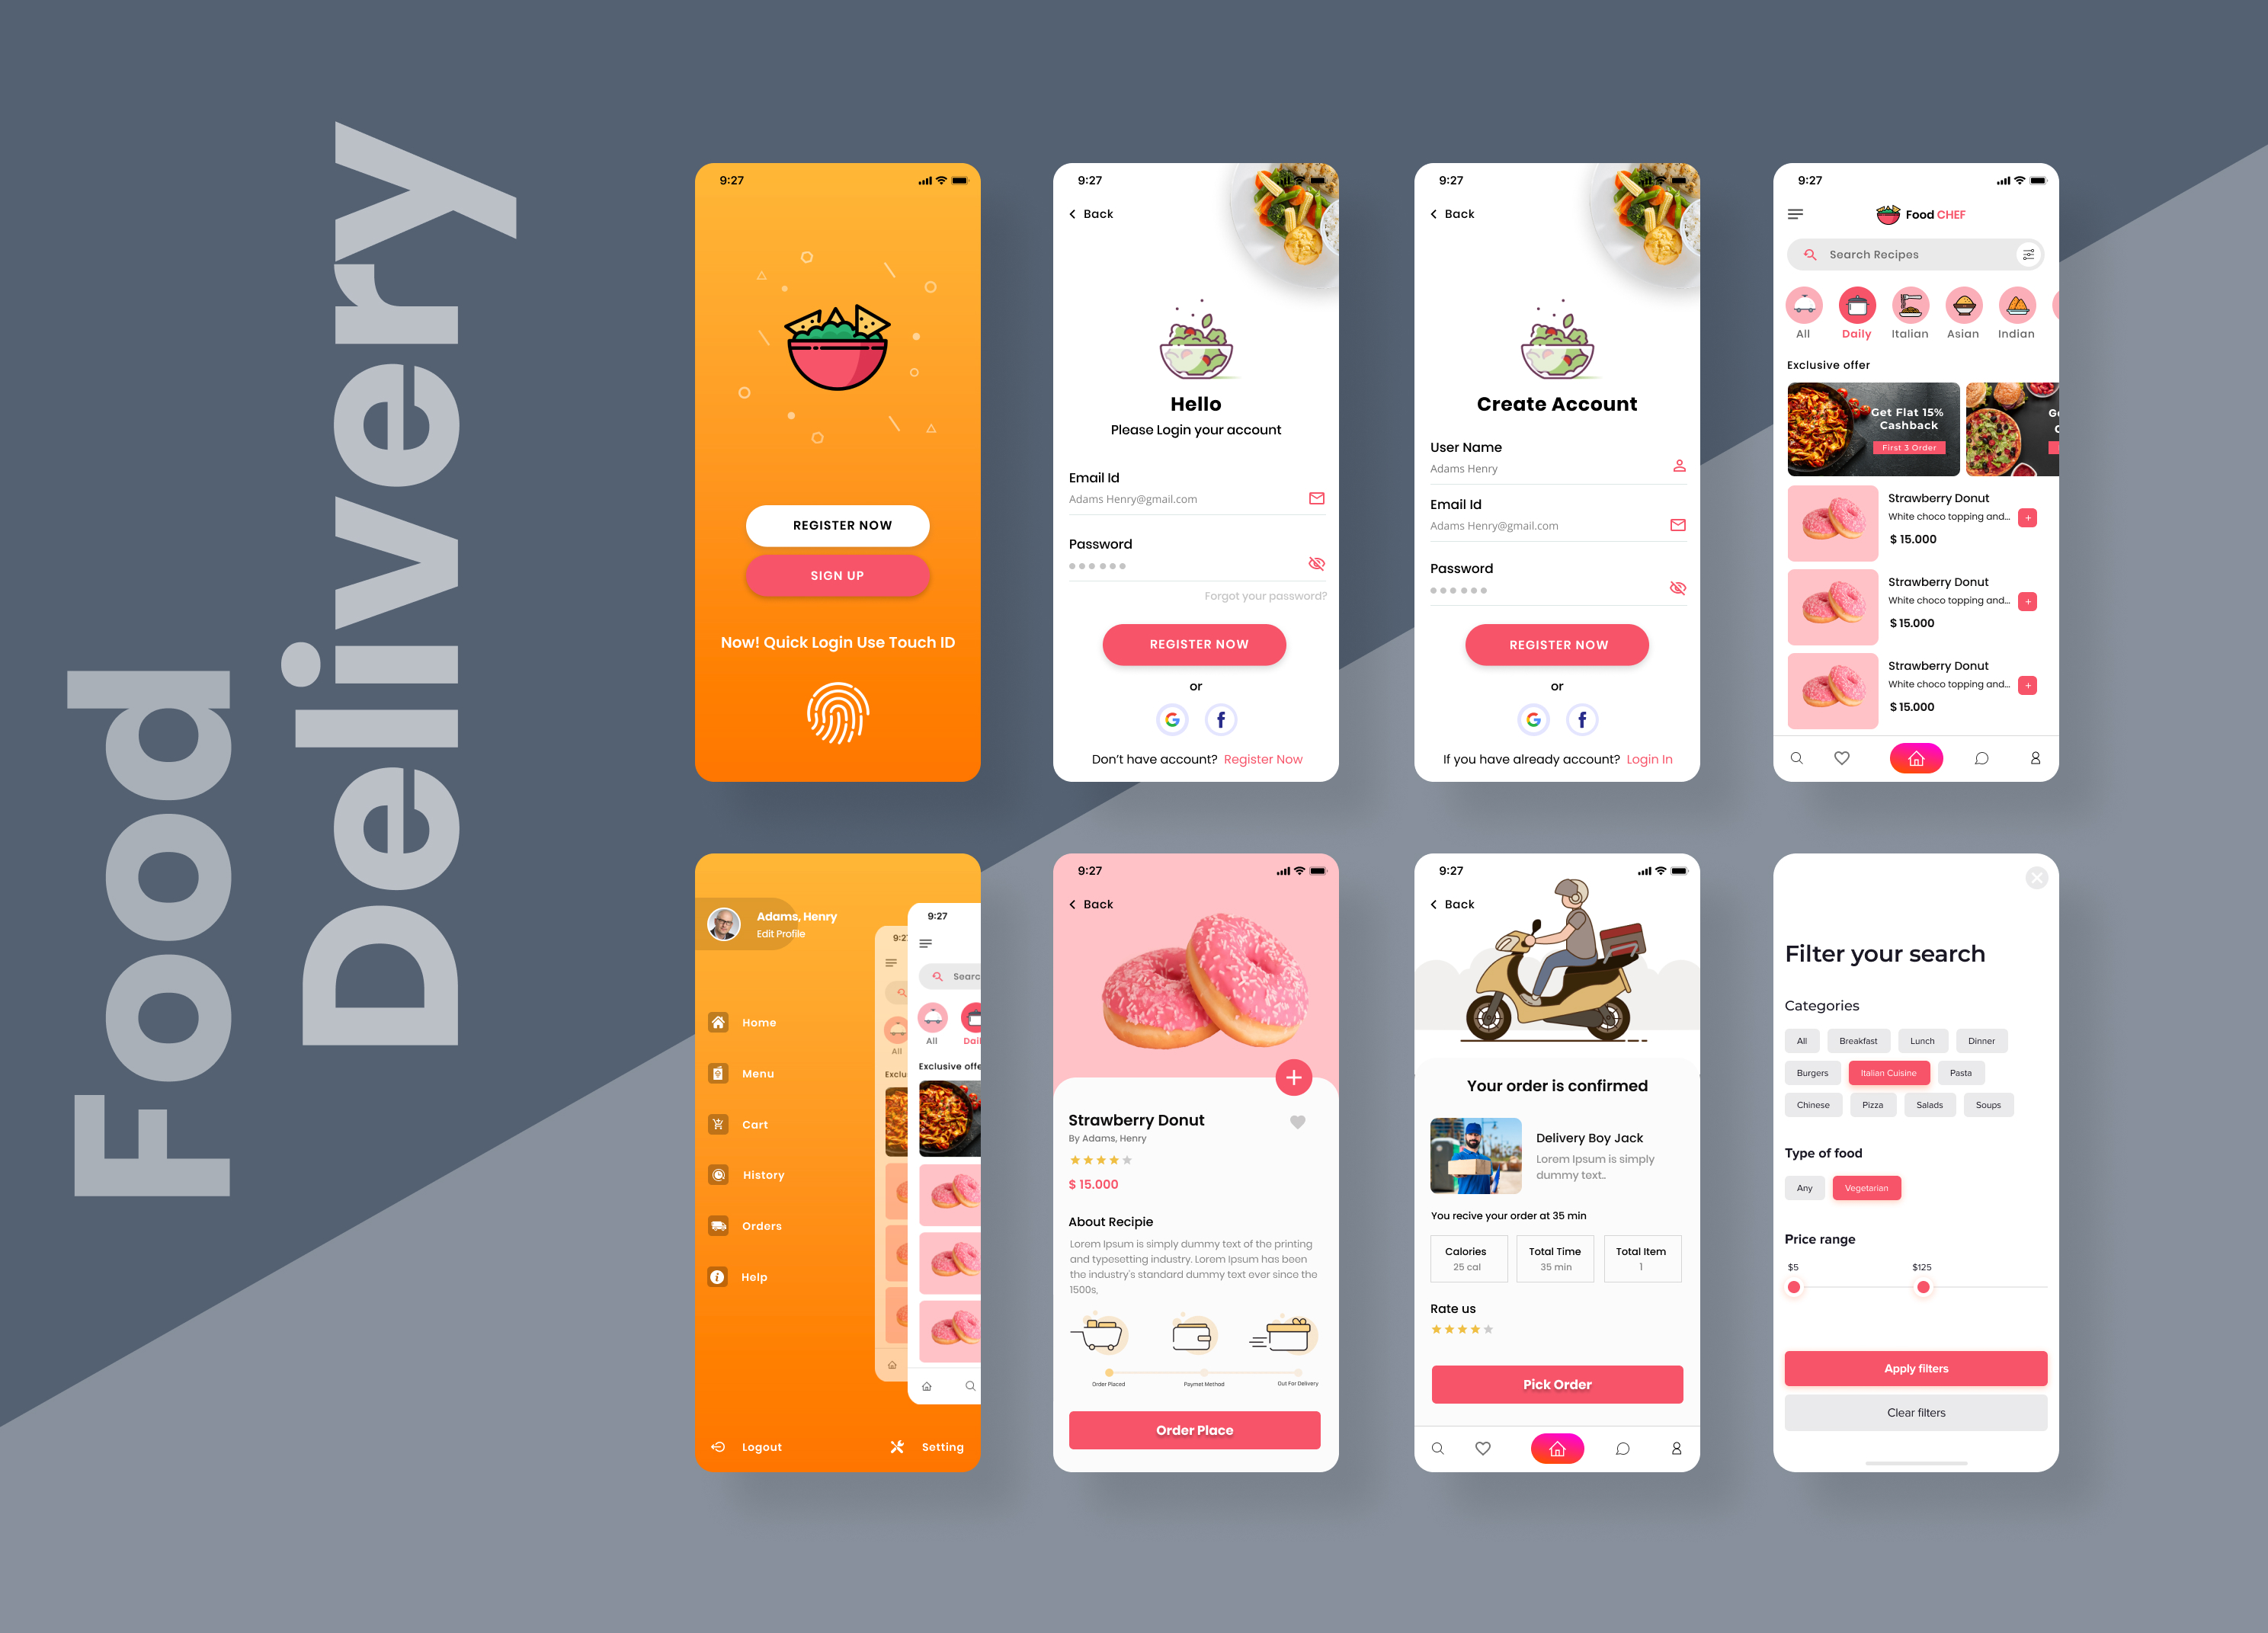 Food
Delivery
9:27
REGISTER NOW
SIGN UP
Now! Quick Login Use Touch ID
9:27
Back
Hello
Please Login your account
Email Id
Adams Henry@gmail.com
Password
Forgot your password?
REGISTER NOW
or
G f
Don't have account? Register Now
9:27
Back
Create Account
User Name
Adams Henry
Email Id
Adams Henry@gmail.com
Password
REGISTER NOW
or
G f
If you have already account? Login In
9:27
Food CHEF
Search Recipes
All Daily Italian Asian Indian
Exclusive offer
Get Flat 15%
Cashback
First 3 Order
Strawberry Donut
White choco topping and...
$ 15.000
Strawberry Donut
White choco topping and...
$ 15.000
Strawberry Donut
White choco topping and...
$ 15.000
Adams, Henry
Edit Profile
Home
Menu
Cart
History
Orders
Help
Logout
Setting
9:27
All
Exclu
9:27
Searc
All Dail
Exclusive offe
9:27
Back
Strawberry Donut
By Adams, Henry
$ 15.000
About Recipie
Lorem Ipsum is simply dummy text of the printing
and typesetting industry. Lorem Ipsum has been
the industry's standard dummy text ever since the
1500s,
Order Placed Paymet Method Out For Delivery
Order Place
9:27
Back
Your order is confirmed
Delivery Boy Jack
Lorem Ipsum is simply
dummy text..
You recive your order at 35 min
Calories Total Time Total Item
25 cal 35 min 1
Rate us
Pick Order
Filter your search
Categories
All Breakfast Lunch Dinner
Burgers Italian Cuisine Pasta
Chinese Pizza Salads Soups
Type of food
Any Vegetarian
Price range
$5 $125
Apply filters
Clear filters